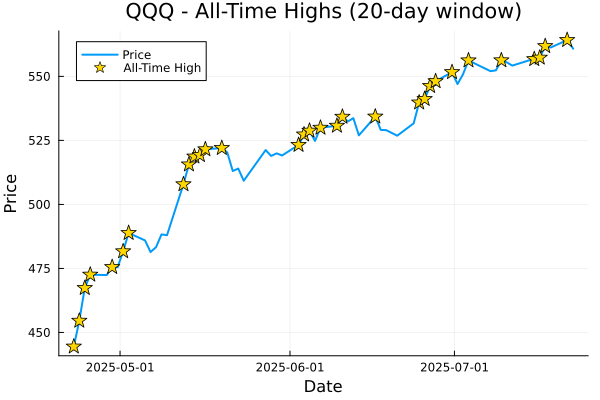 QQQ - All-Time Highs (20-day window)
Price
All-Time High
Price
550
525
500
475
450
2025-05-01 2025-06-01 2025-07-01
Date